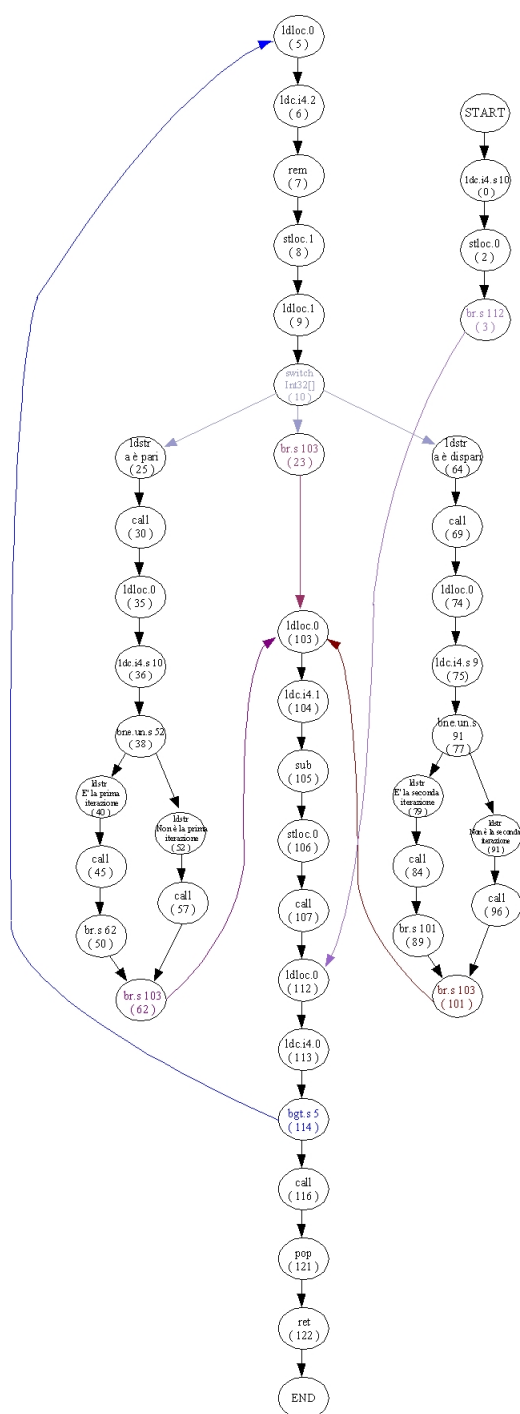 ldloc.0
( 5 )
ldc.i4.2
( 6 )
rem
( 7 )
stloc.1
( 8 )
ldloc.1
( 9 )
switch
Int32[]
( 10 )
START
ldc.i4.s 10
( 0 )
stloc.0
( 2 )
br.s 112
( 3 )
ldstr
a è pari
( 25 )
call
( 30 )
ldloc.0
( 35 )
ldc.i4.s 10
( 36 )
bne.un.s 52
( 38 )
ldstr
E' la prima
iterazione
( 40 )
call
( 45 )
br.s 62
( 50 )
ldstr
Non è la prima
iterazione
( 52 )
call
( 57 )
br.s 103
( 62 )
br.s 103
( 23 )
ldloc.0
( 103 )
ldc.i4.1
( 104 )
sub
( 105 )
stloc.0
( 106 )
call
( 107 )
ldloc.0
( 112 )
ldc.i4.0
( 113 )
bgt.s 5
( 114 )
call
( 116 )
pop
( 121 )
ret
( 122 )
END
ldstr
a è dispari
( 64 )
call
( 69 )
ldloc.0
( 74 )
ldc.i4.s 9
( 75 )
bne.un.s
91
( 77 )
ldstr
E' la seconda
iterazione
( 79 )
call
( 84 )
br.s 101
( 89 )
ldstr
Non è la seconda
iterazione
( 91 )
call
( 96 )
br.s 103
( 101 )